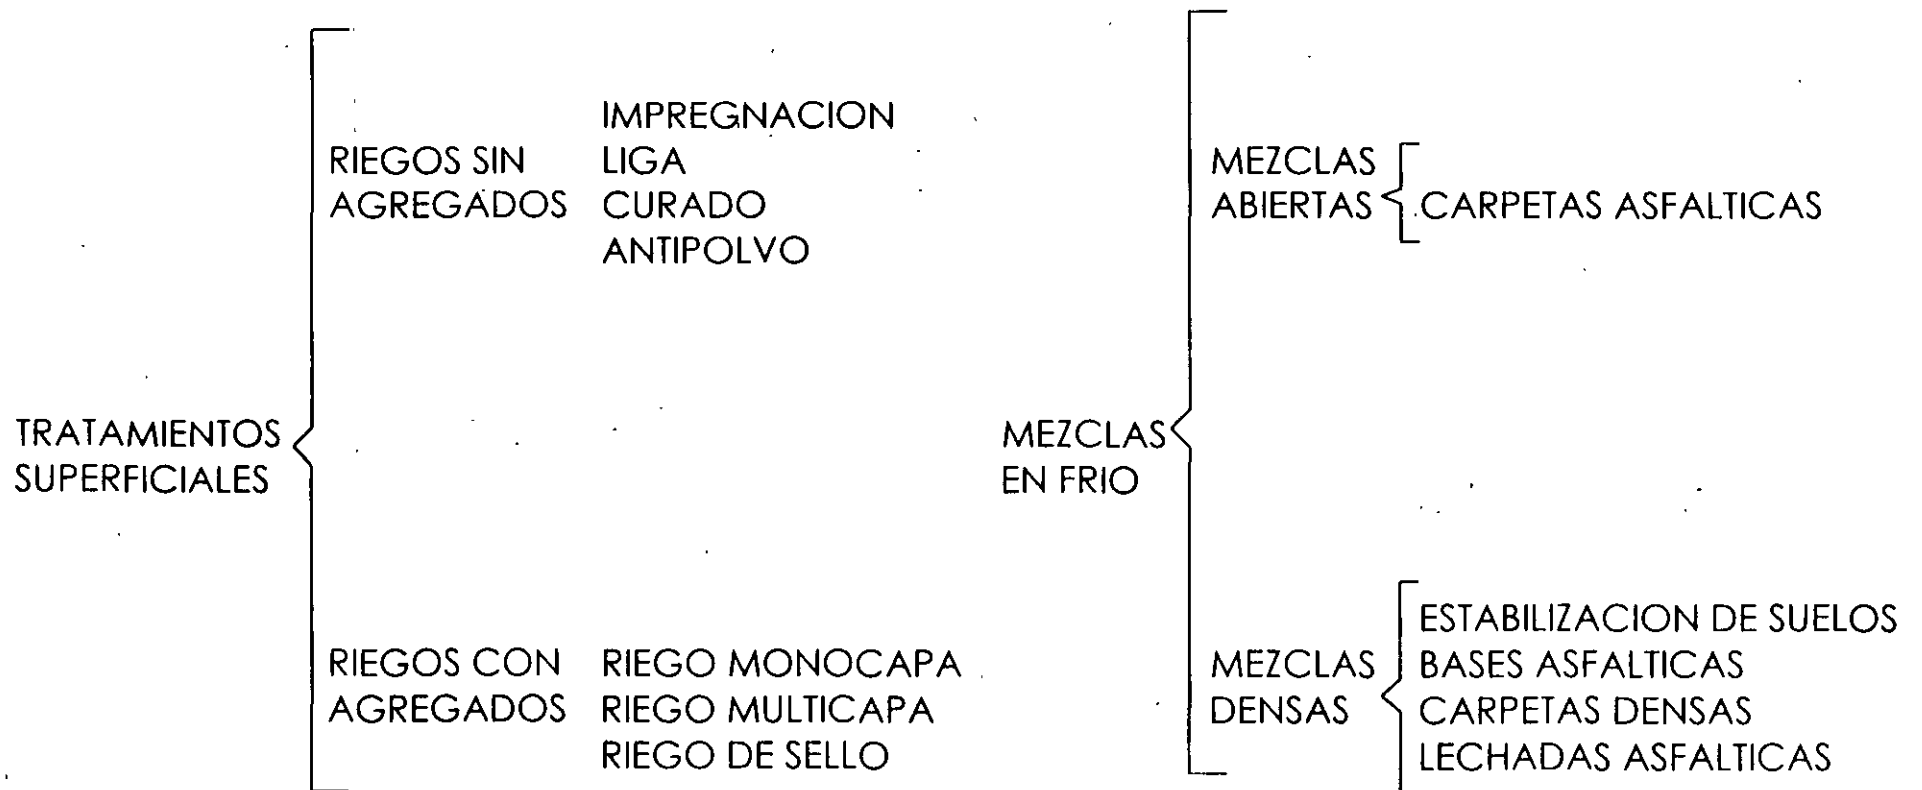 TRATAMIENTOS
SUPERFICIALES
RIEGOS SIN
AGREGADOS
IMPREGNACION
LIGA
CURADO
ANTIPOLVO
RIEGOS CON
AGREGADOS
RIEGO MONOCAPA
RIEGO MULTICAPA
RIEGO DE SELLO
MEZCLAS
EN FRIO
MEZCLAS
ABIERTAS
CARPETAS ASFALTICAS
MEZCLAS
DENSAS
ESTABILIZACION DE SUELOS
BASES ASFALTICAS
CARPETAS DENSAS
LECHADAS ASFALTICAS